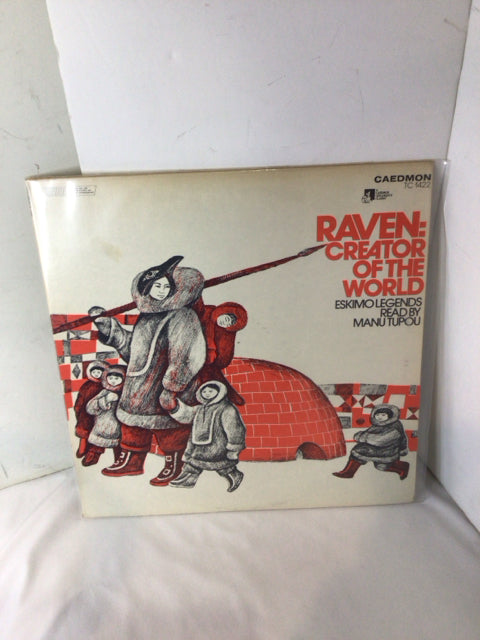 CAEDMON
TC 1422
RAVEN:
CREATOR
OF THE
WORLD
ESKIMO LEGENDS
READ BY
MANU TUPOU